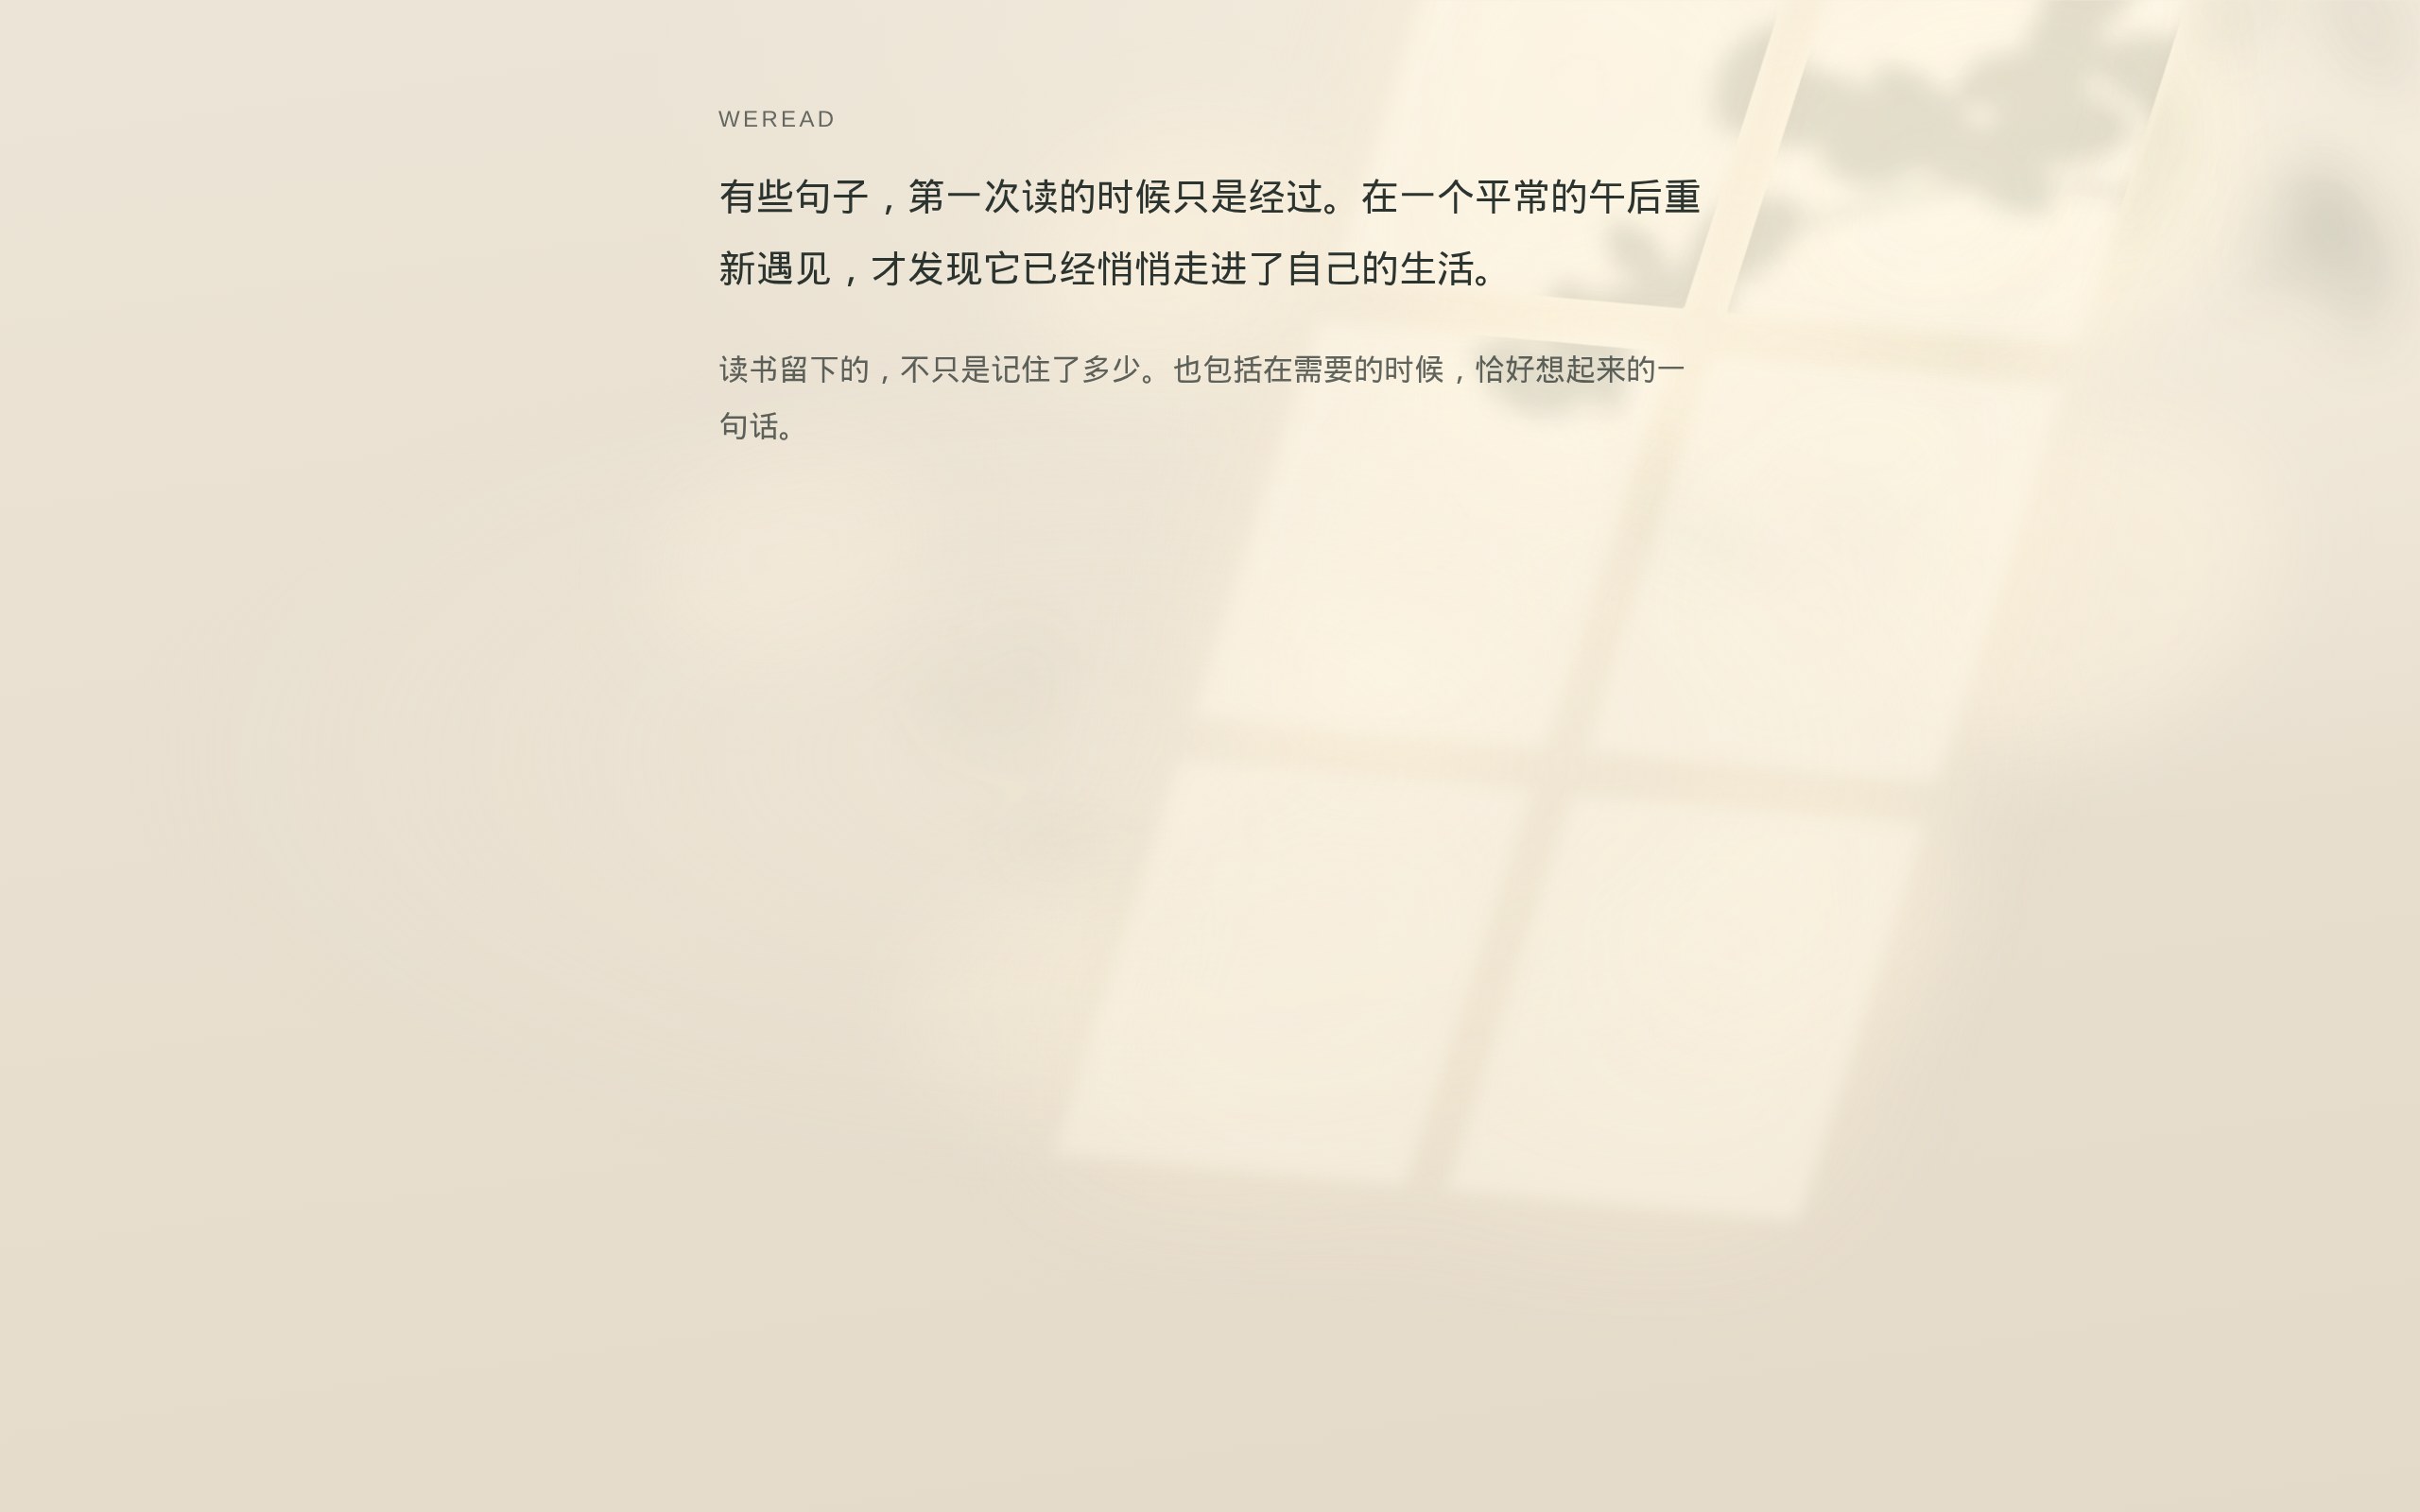 WEREAD
有些句子，第一次读的时候只是经过。在一个平常的午后重
新遇见，才发现它已经悄悄走进了自己的生活。
读书留下的，不只是记住了多少。也包括在需要的时候，恰好想起来的一
句话。